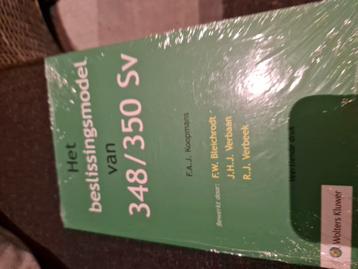 Het
beslissingsmodel
van
348/350 Sv
F.A.J. Koopmans
Bewerkt door: F.W. Bleichrodt
J.H.J. Verbaan
R.J. Verbeek
Wolters Kluwer